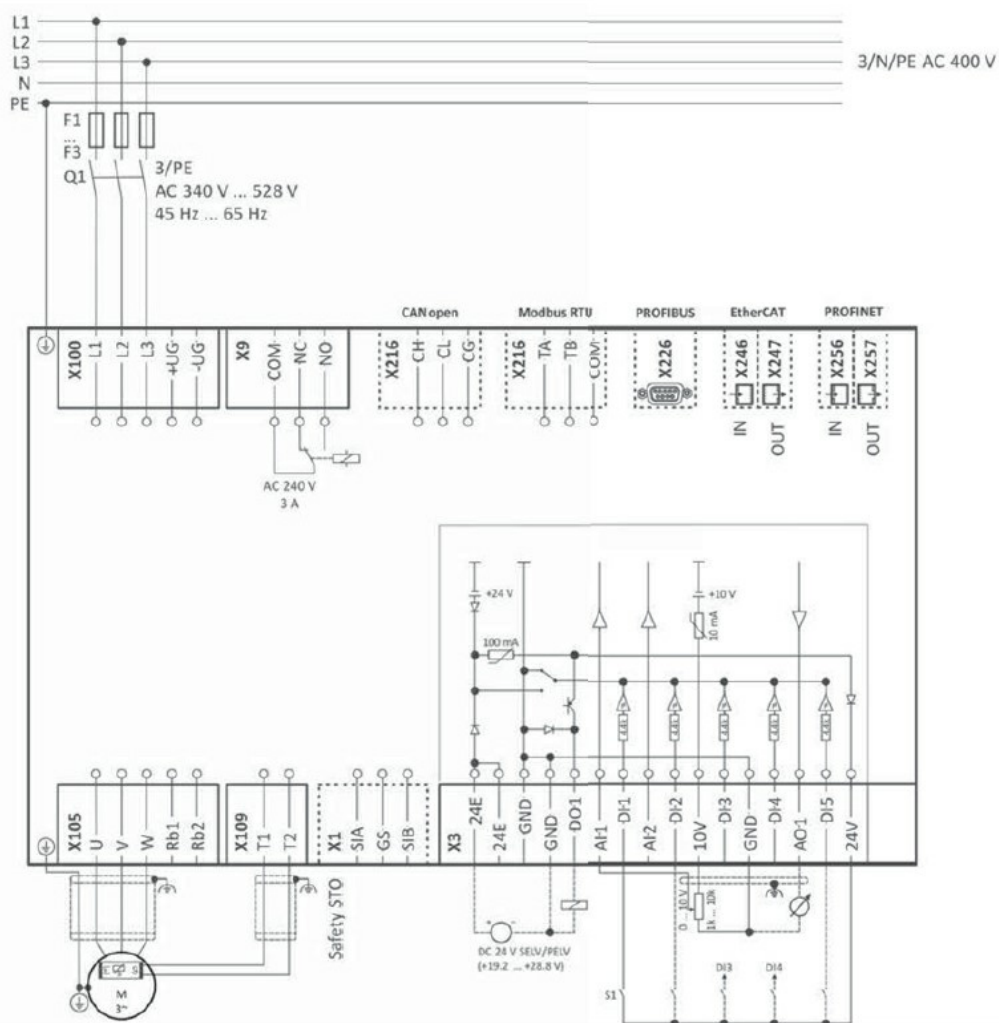 L1
L2
L3
N
PE
3/N/PE AC 400 V
F1
...
F3
Q1
3/PE
AC 340 V ... 528 V
45 Hz ... 65 Hz
CANopen
Modbus RTU
PROFIBUS
EtherCAT
PROFINET
X100
L1
L2
L3
+UG
-UG
X9
COM
NC
NO
X216
CH
CL
CG
X216
TA
TB
COM
X226
X246
X247
X256
X257
IN
OUT
IN
OUT
AC 240 V
3 A
+24 V
+10 V
10 mA
100 mA
X105
U
V
W
Rb1
Rb2
X109
T1
T2
X1
SIA
GS
SIB
X3
24E
24E
GND
GND
DO1
AI1
DI1
AI2
DI2
10V
DI3
GND
DI4
AO1
DI5
24V
Safety STO
DC 24 V SELV/PELV
(+19.2 ... +28.8 V)
0 ... 10 V
1k ... 10k
S1
DI3
DI4
M
3~